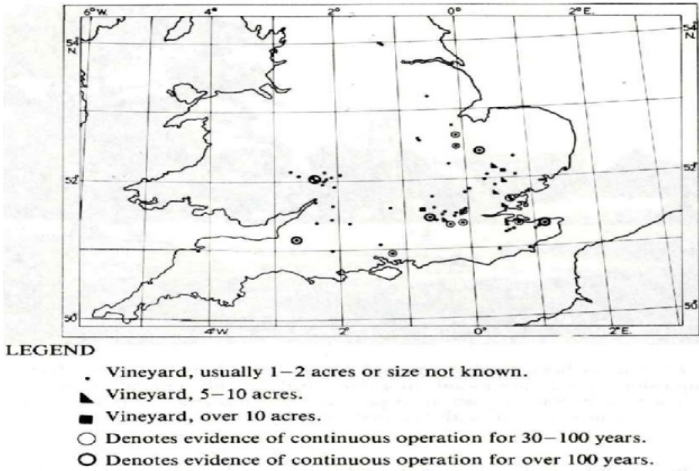 6°W. 4° 2° 0° 2°E.
54° N.
52° 52°
50° 50°
4°W. 2° 0° 2°E.
LEGEND
Vineyard, usually 1–2 acres or size not known.
Vineyard, 5–10 acres.
Vineyard, over 10 acres.
Denotes evidence of continuous operation for 30–100 years.
Denotes evidence of continuous operation for over 100 years.